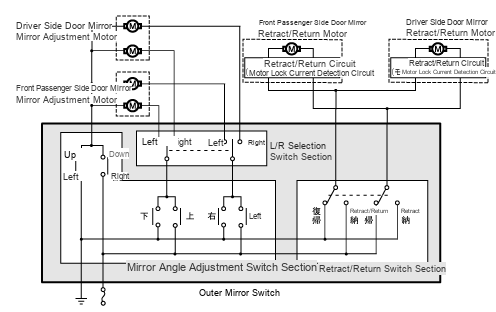 Driver Side Door Mirror
Mirror Adjustment Motor
M
M
Front Passenger Side Door Mirror
Mirror Adjustment Motor
M
M
Front Passenger Side Door Mirror
Retract/Return Motor
M
Retract/Return Circuit
(Motor Lock Current Detection Circuit
Driver Side Door Mirror
Retract/Return Motor
M
Retract/Return Circuit
(モ Motor Lock Current Detection Circuit
Left
ight
Left
Right
L/R Selection
Switch Section
Up
Down
Left
Right
下
上
右
Left
復
帰
Retract/Return
納
帰
Retract
納
Mirror Angle Adjustment Switch Section
Retract/Return Switch Section
Outer Mirror Switch